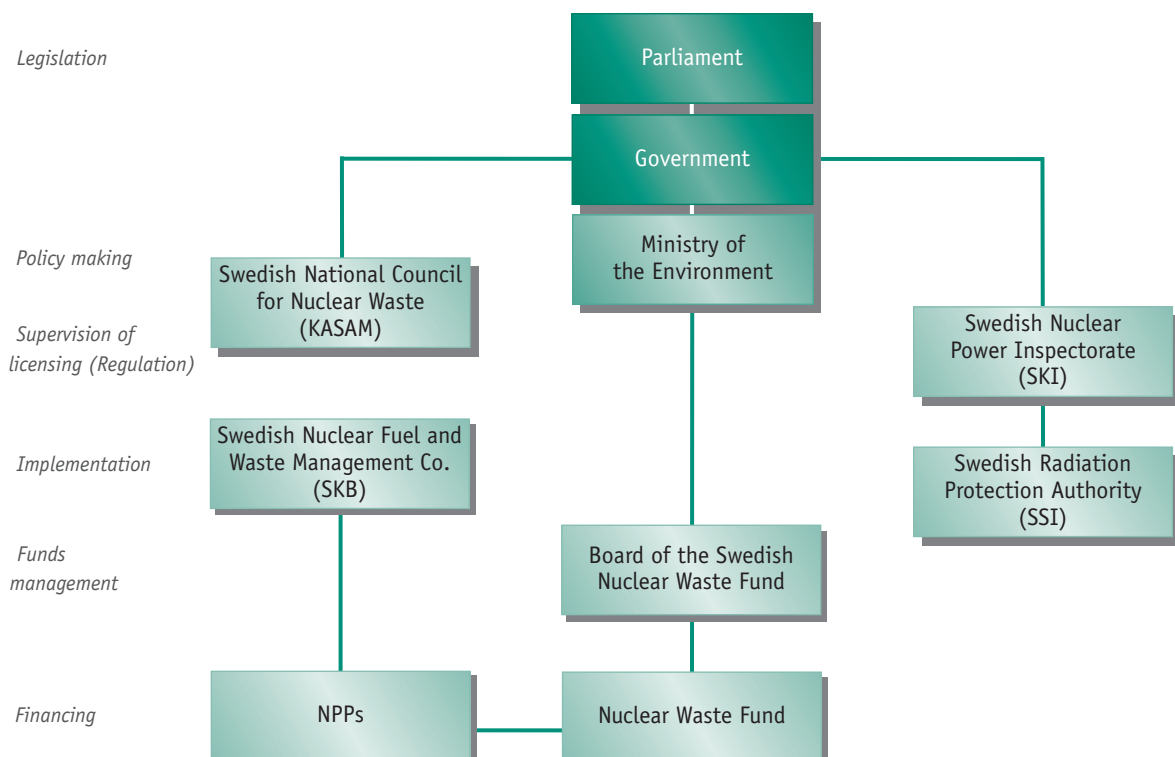 Legislation
Parliament
Government
Policy making
Ministry of
the Environment
Swedish National Council
for Nuclear Waste
(KASAM)
Supervision of
licensing (Regulation)
Swedish Nuclear
Power Inspectorate
(SKI)
Implementation
Swedish Nuclear Fuel and
Waste Management Co.
(SKB)
Swedish Radiation
Protection Authority
(SSI)
Funds
management
Board of the Swedish
Nuclear Waste Fund
Financing
NPPs
Nuclear Waste Fund